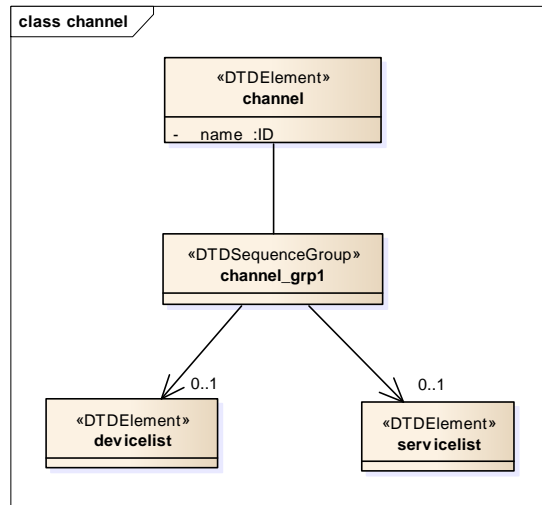 class channel
«DTDElement»
channel
- name :ID
«DTDSequenceGroup»
channel_grp1
0..1
0..1
«DTDElement»
devicelist
«DTDElement»
servicelist